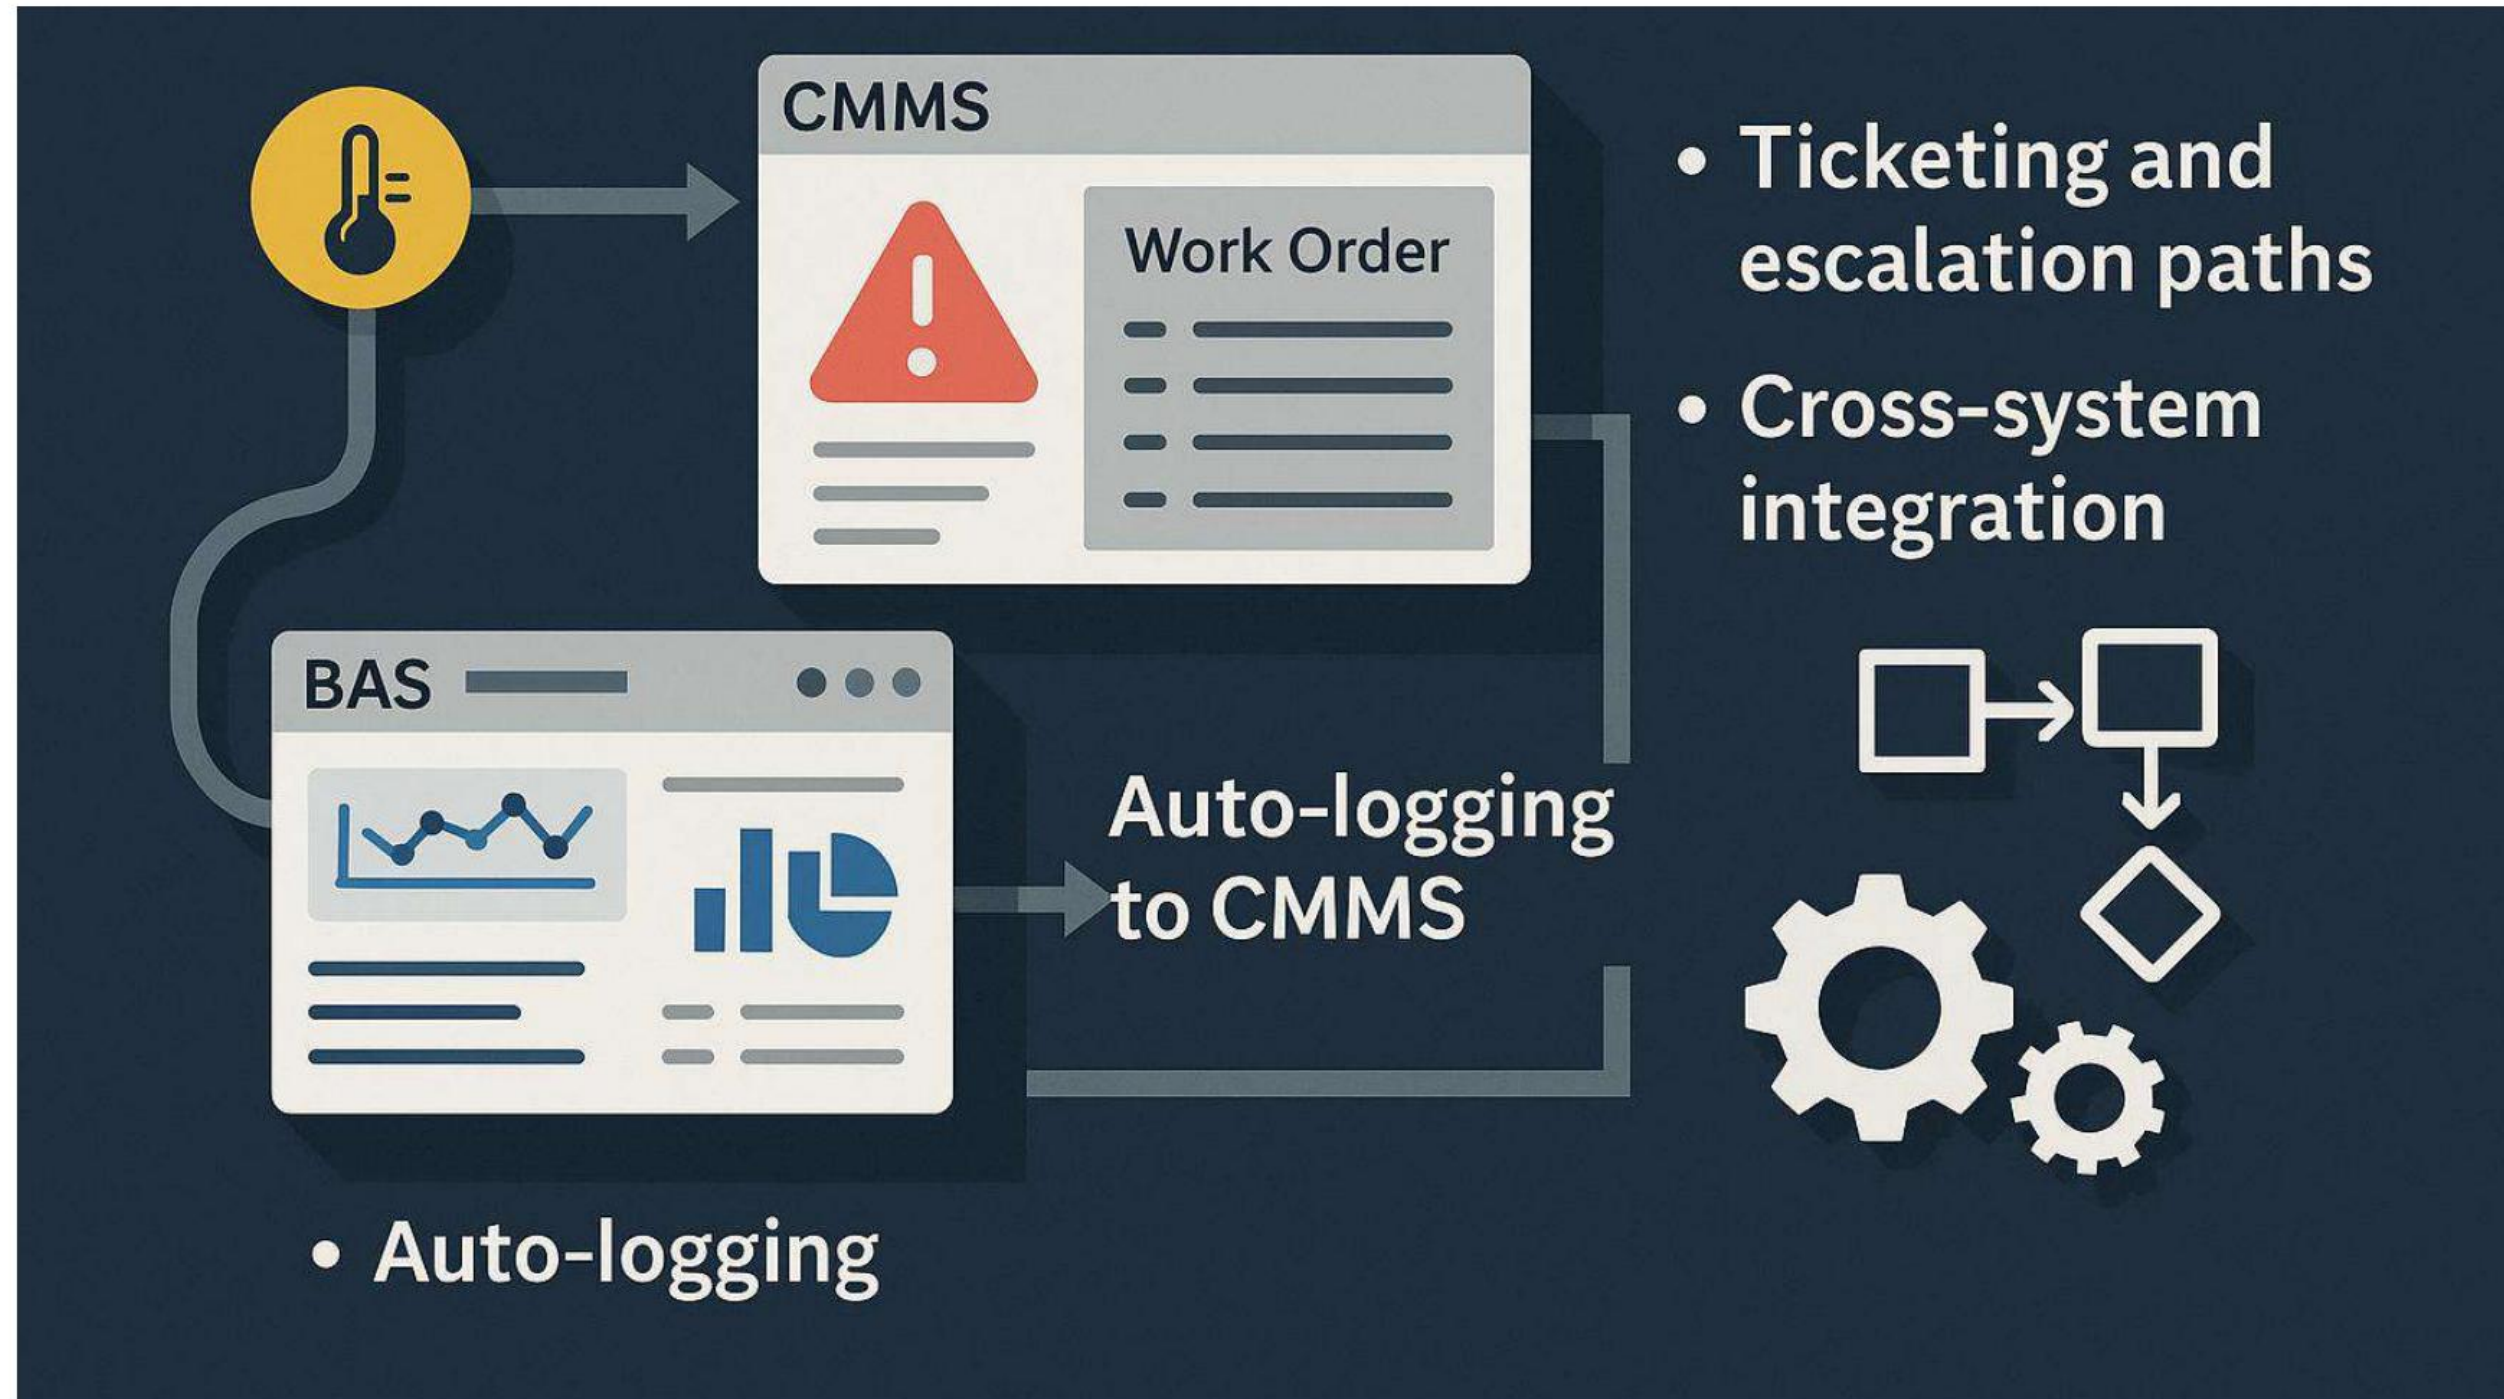 CMMS
Work Order
• Ticketing and
escalation paths
• Cross-system
integration
BAS
Auto-logging
to CMMS
• Auto-logging